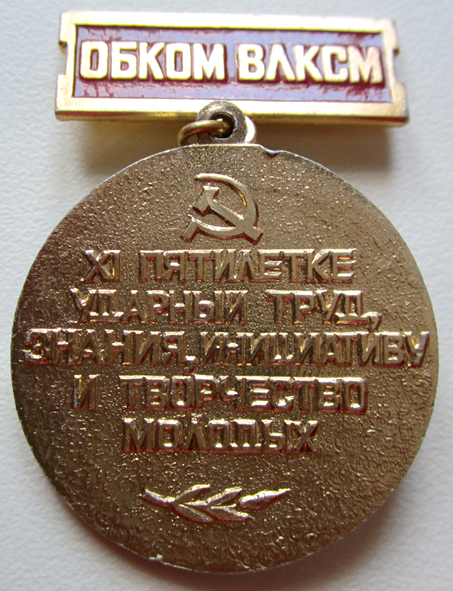 ОБКОМ ВЛКСМ
XI ПЯТИЛЕТКЕ
УДАРНЫЙ ТРУД,
ЗНАНИЯ, ИНИЦИАТИВУ
И ТВОРЧЕСТВО
МОЛОДЫХ